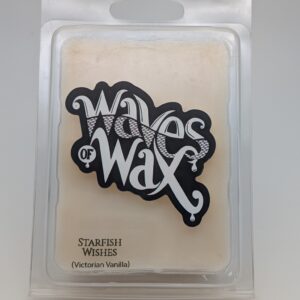 Waves
OF
Wax
STARFISH
WISHES
(Victorian Vanilla)